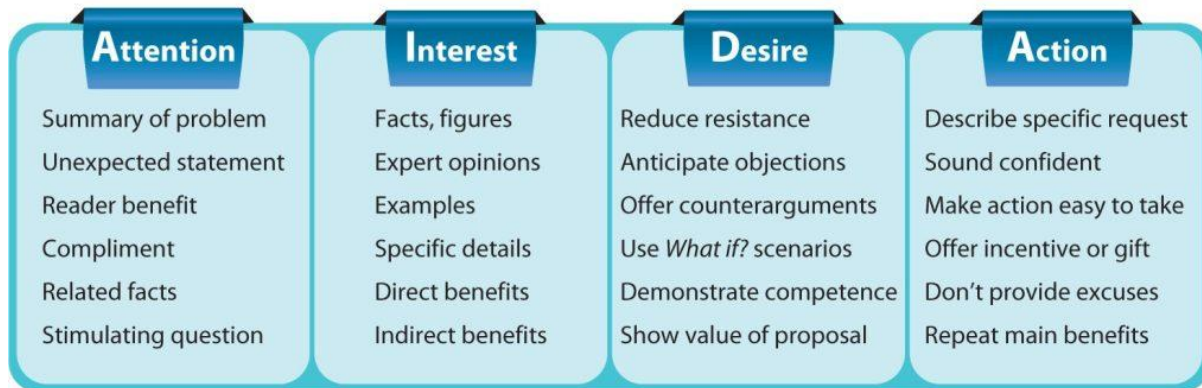 Attention
Summary of problem
Unexpected statement
Reader benefit
Compliment
Related facts
Stimulating question
Interest
Facts, figures
Expert opinions
Examples
Specific details
Direct benefits
Indirect benefits
Desire
Reduce resistance
Anticipate objections
Offer counterarguments
Use What if? scenarios
Demonstrate competence
Show value of proposal
Action
Describe specific request
Sound confident
Make action easy to take
Offer incentive or gift
Don't provide excuses
Repeat main benefits